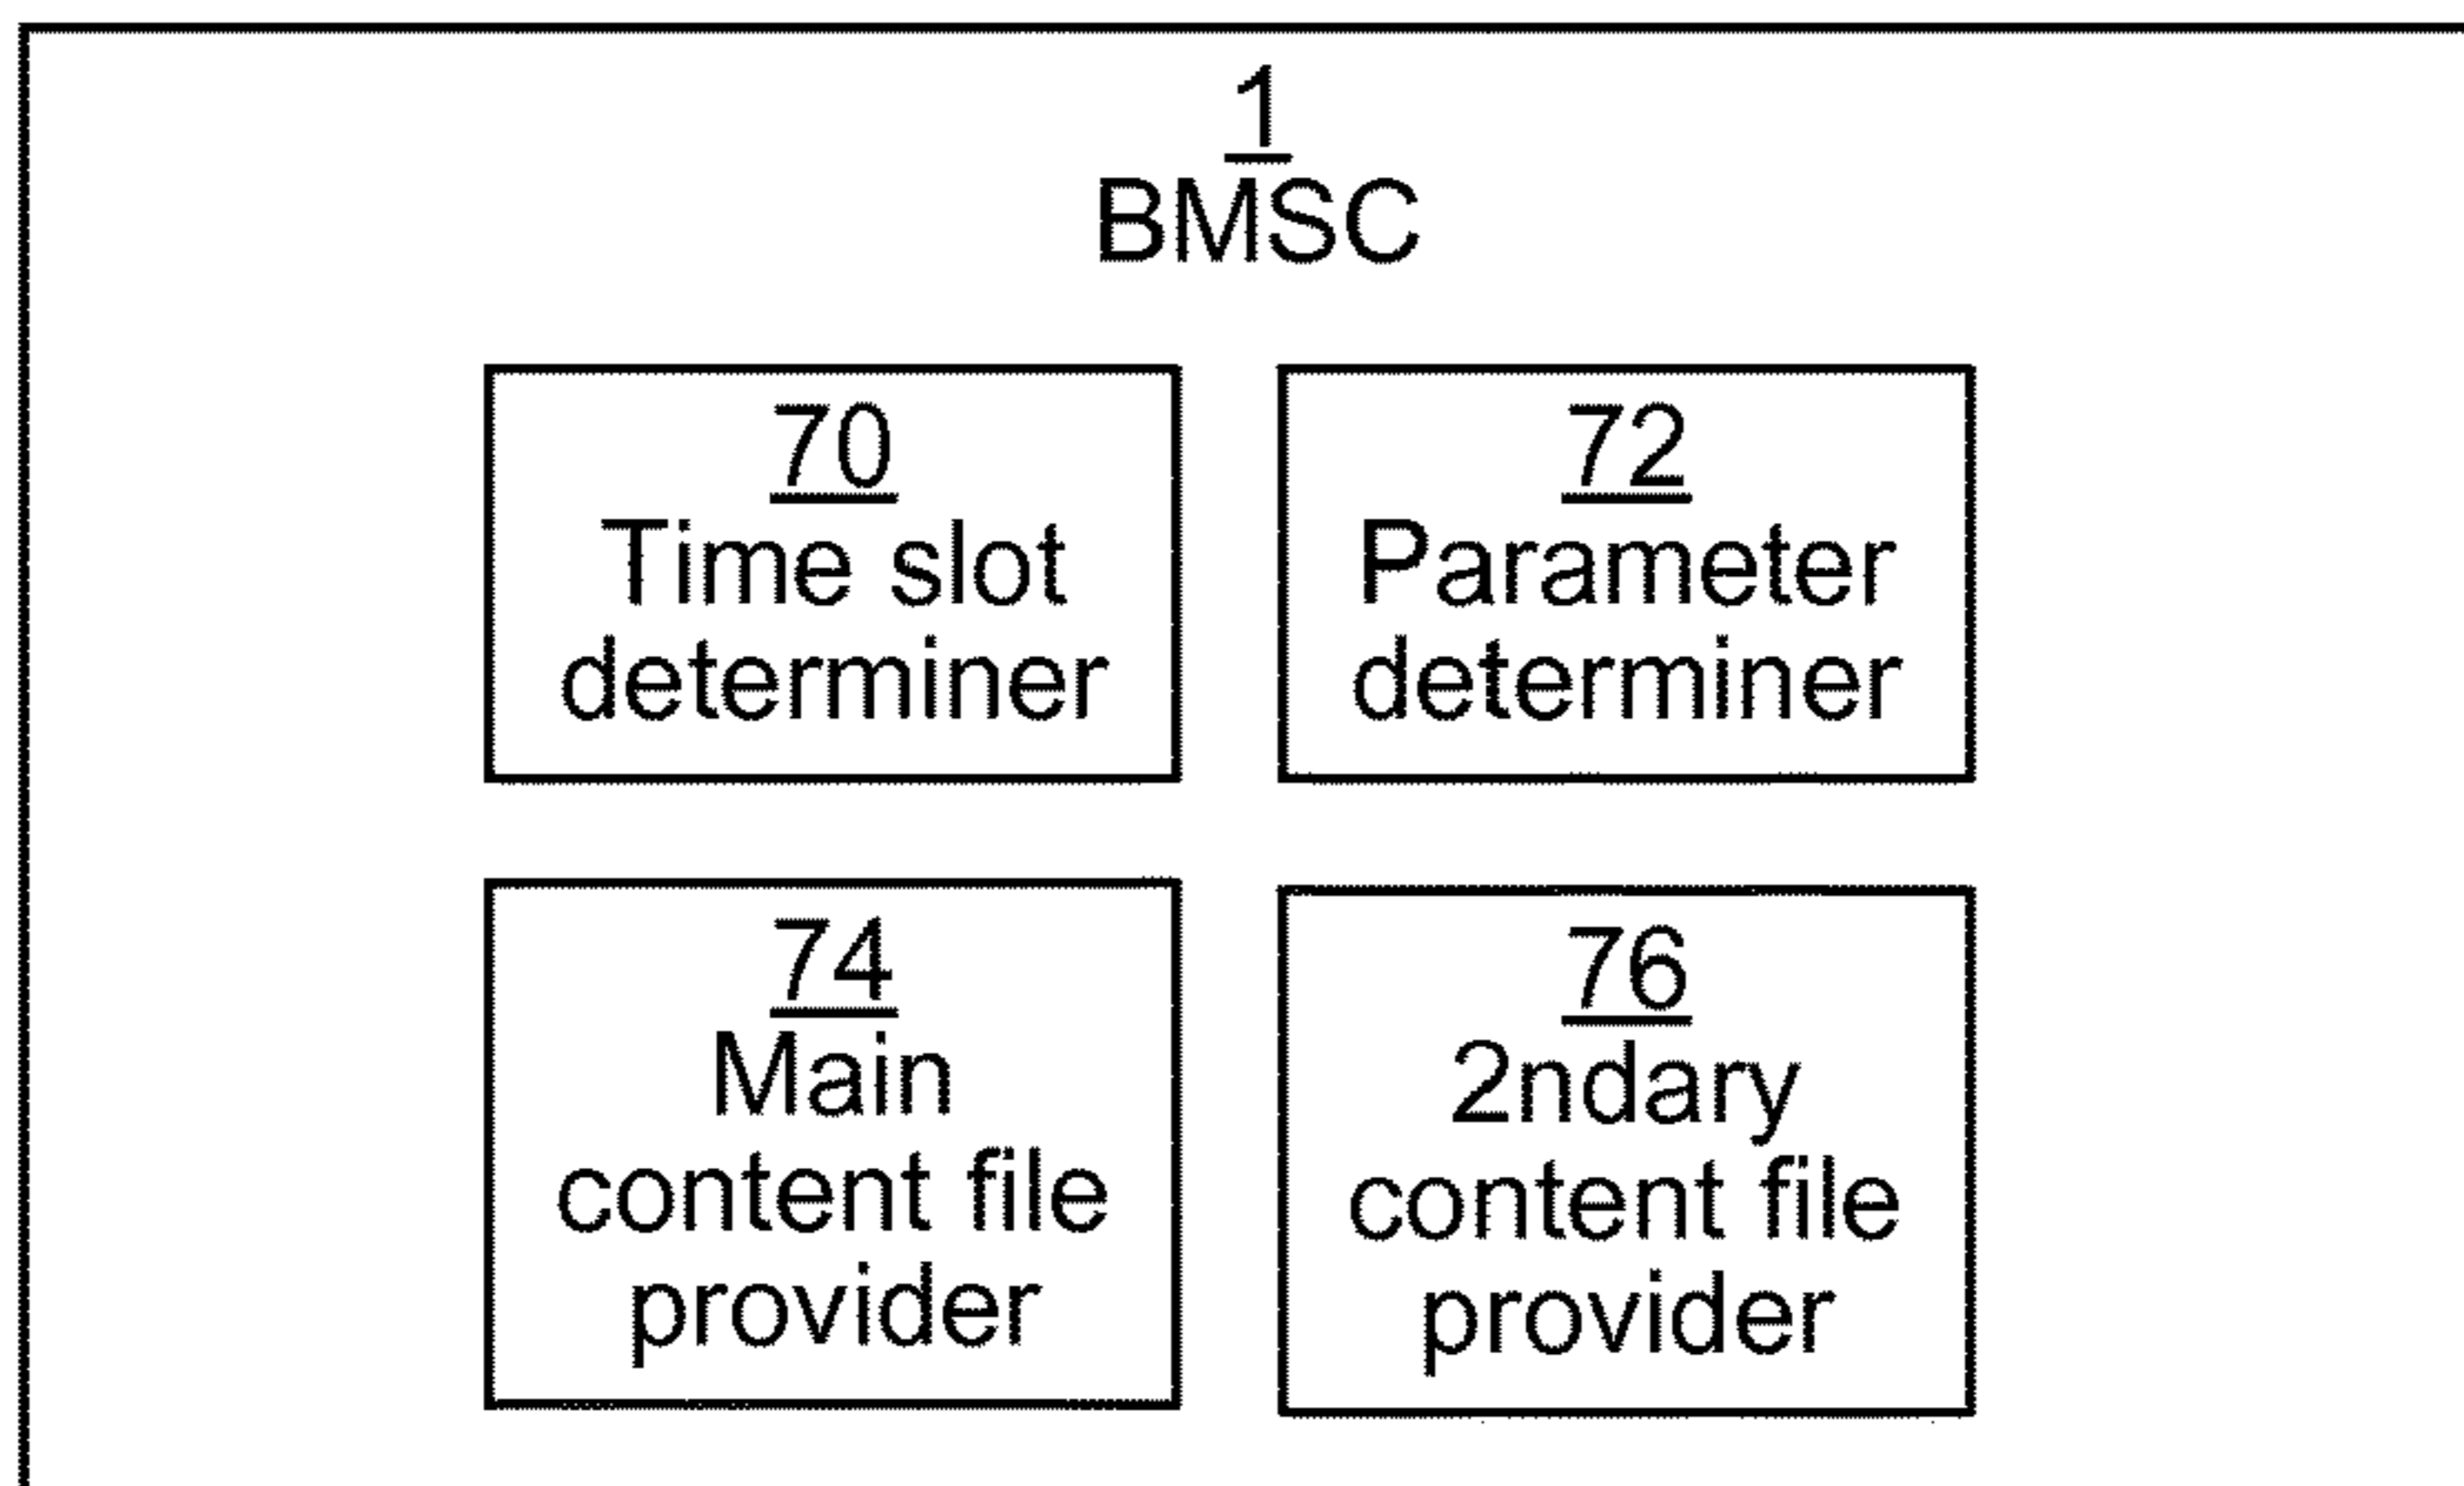 1
BMSC
70
Time slot
determiner
72
Parameter
determiner
74
Main
content file
provider
76
2ndary
content file
provider